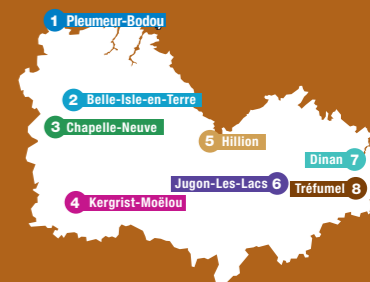 1 Pleumeur-Bodou
2 Belle-Isle-en-Terre
3 Chapelle-Neuve
5 Hillion
Dinan 7
Jugon-Les-Lacs 6
Tréfumel 8
4 Kergrist-Moëlou